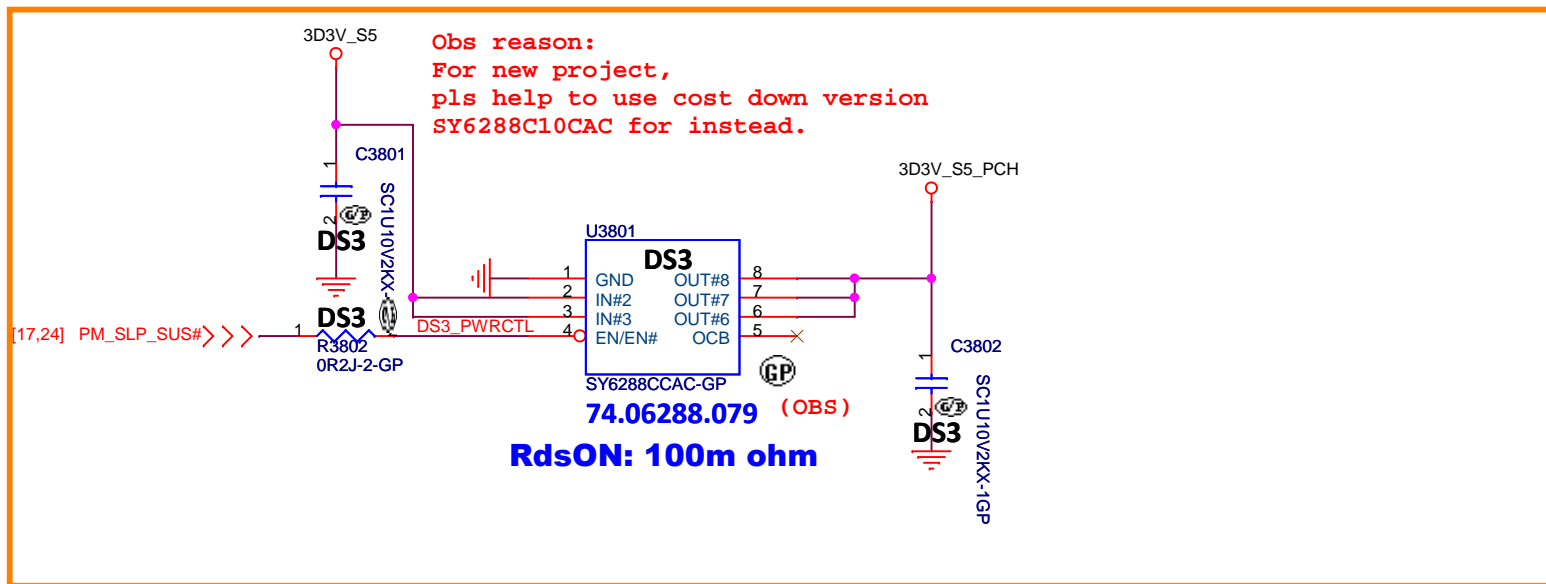 3D3V_S5
Obs reason:
For new project,
pls help to use cost down version
SY6288C10CAC for instead.
1
C3801
SC1U10V2KX-
2
G/P
DS3
3D3V_S5_PCH
U3801
DS3
1 GND OUT#8 8
2 IN#2 OUT#7 7
3 IN#3 OUT#6 6
4 EN/EN# OCB 5
[17,24] PM_SLP_SUS#
1
DS3
DS3_PWRCTL
R3802
0R2J-2-GP
SY6288CCAC-GP
GP
74.06288.079
(OBS)
RdsON: 100m ohm
1
C3802
SC1U10V2KX-1GP
2
G/P
DS3